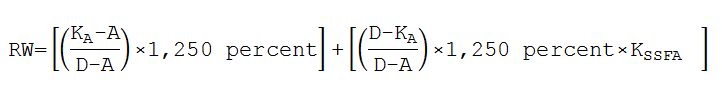 RW=[(K_A−A / D−A)×1,250 percent]+[(D−K_A / D−A)×1,250 percent×K_SSFA ]